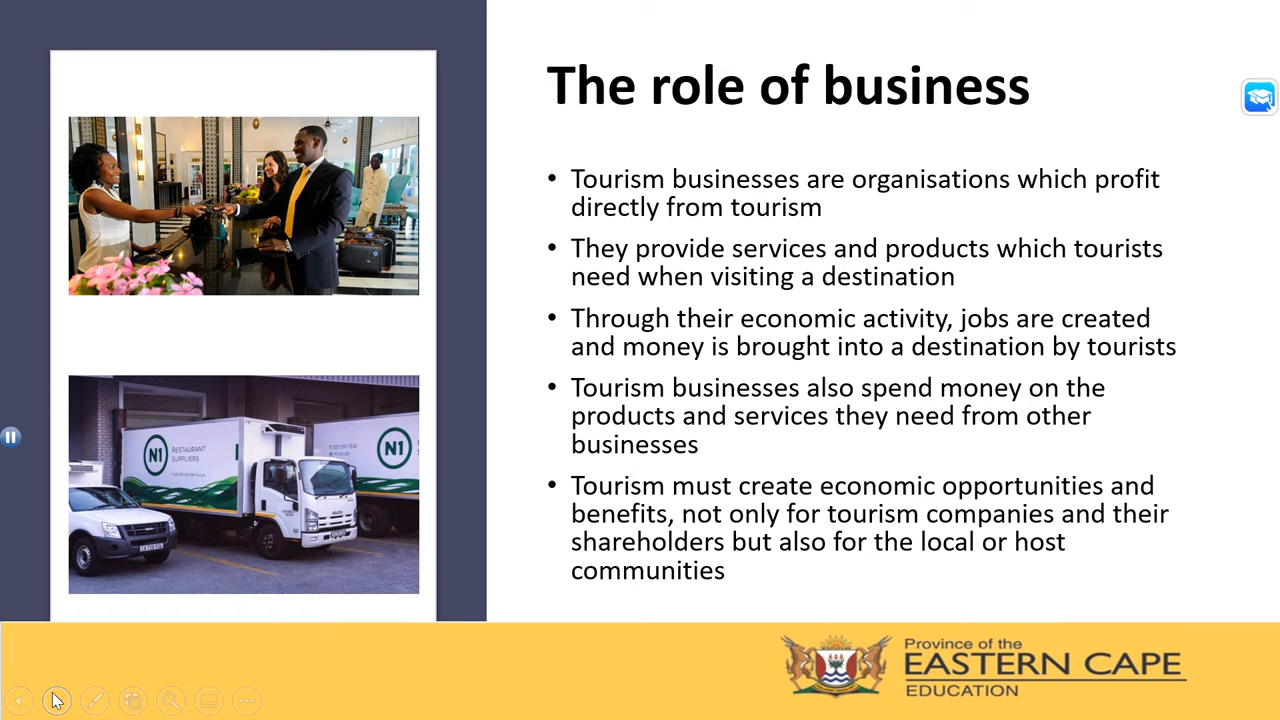 The role of business
• Tourism businesses are organisations which profit
directly from tourism
• They provide services and products which tourists
need when visiting a destination
• Through their economic activity, jobs are created
and money is brought into a destination by tourists
• Tourism businesses also spend money on the
products and services they need from other
businesses
• Tourism must create economic opportunities and
benefits, not only for tourism companies and their
shareholders but also for the local or host
communities
N1
RESTAURANT
SUPPLIERS
N1
Province of the
EASTERN CAPE
EDUCATION